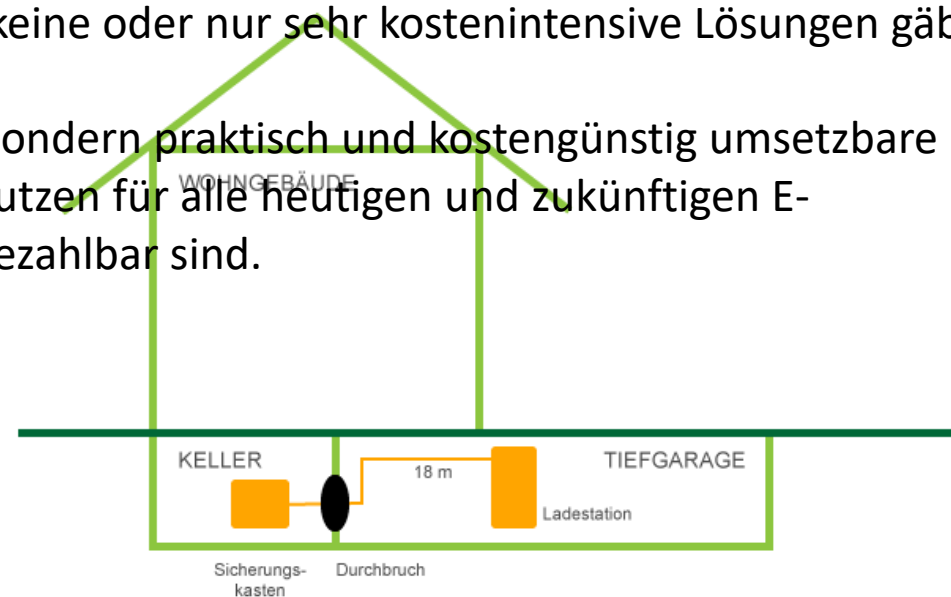 keine oder nur sehr kostenintensive Lösungen gäb
ondern praktisch und kostengünstig umsetzbare
utzen für alle heutigen und zukünftigen E-
ezahlbar sind.
WOHNGEBÄUDE
KELLER
18 m
TIEFGARAGE
Ladestation
Sicherungs-
kasten
Durchbruch